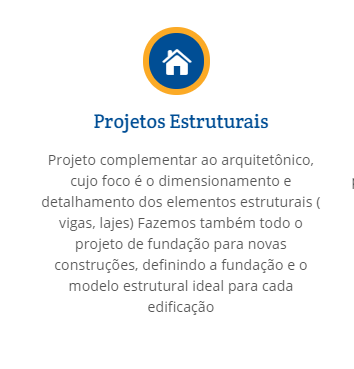 Projetos Estruturais
Projeto complementar ao arquitetônico,
cujo foco é o dimensionamento e
detalhamento dos elementos estruturais (
vigas, lajes) Fazemos também todo o
projeto de fundação para novas
construções, definindo a fundação e o
modelo estrutural ideal para cada
edificação